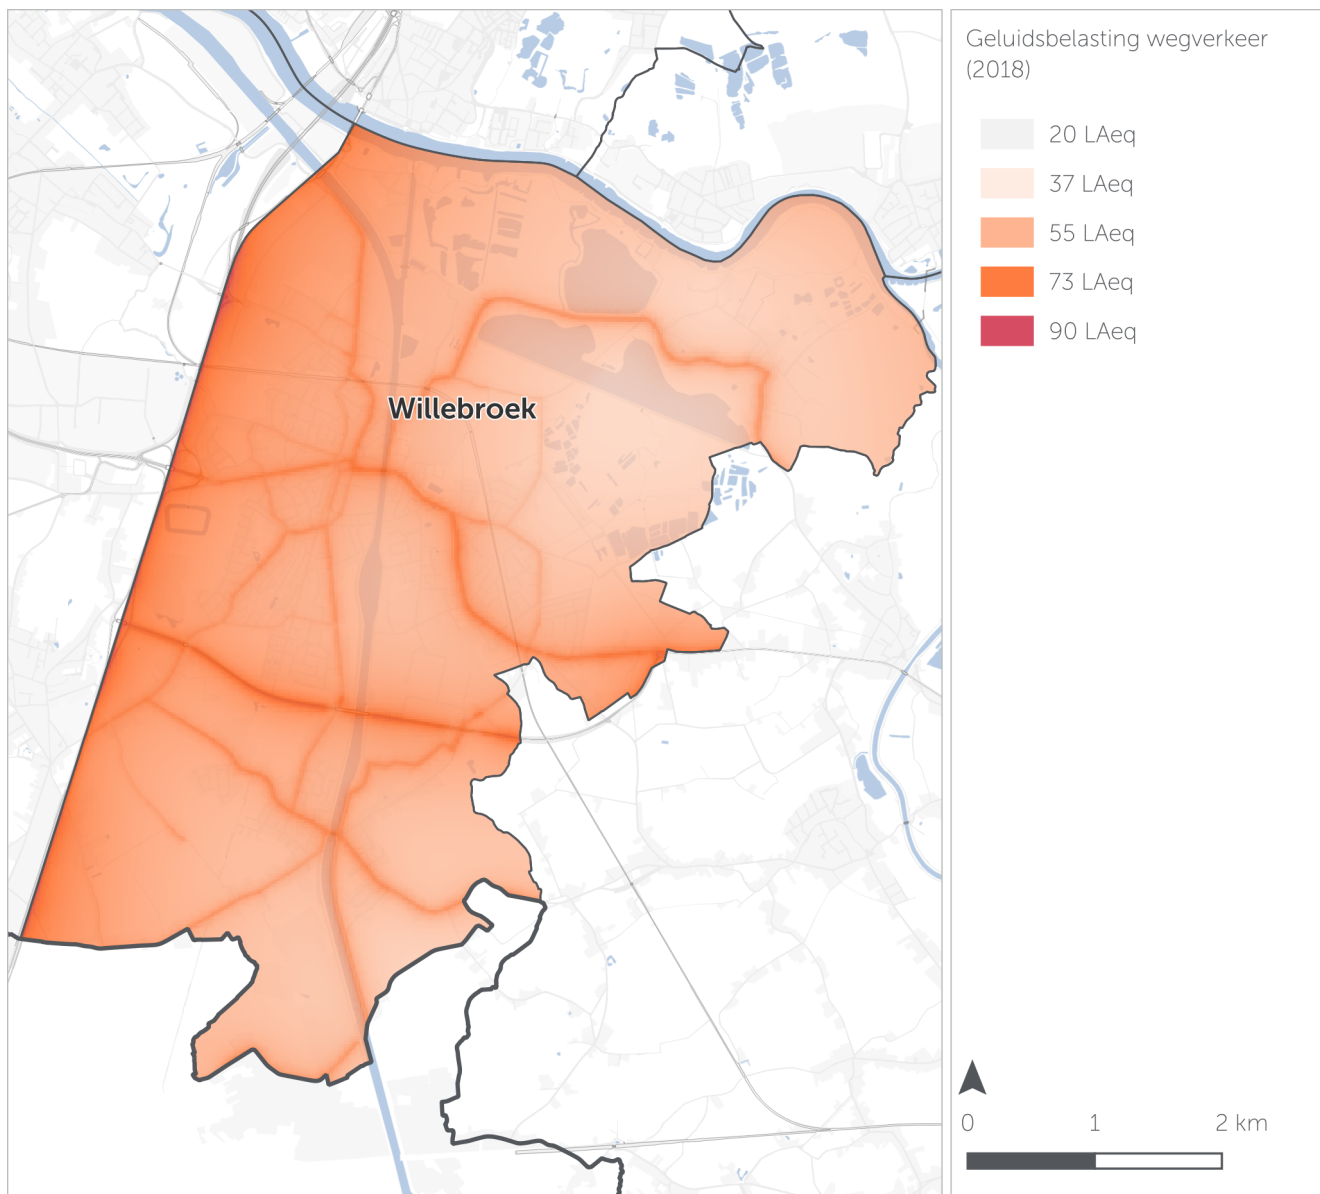 Geluidsbelasting wegverkeer
(2018)
20 LAeq
37 LAeq
55 LAeq
73 LAeq
90 LAeq
Willebroek
0 1 2 km